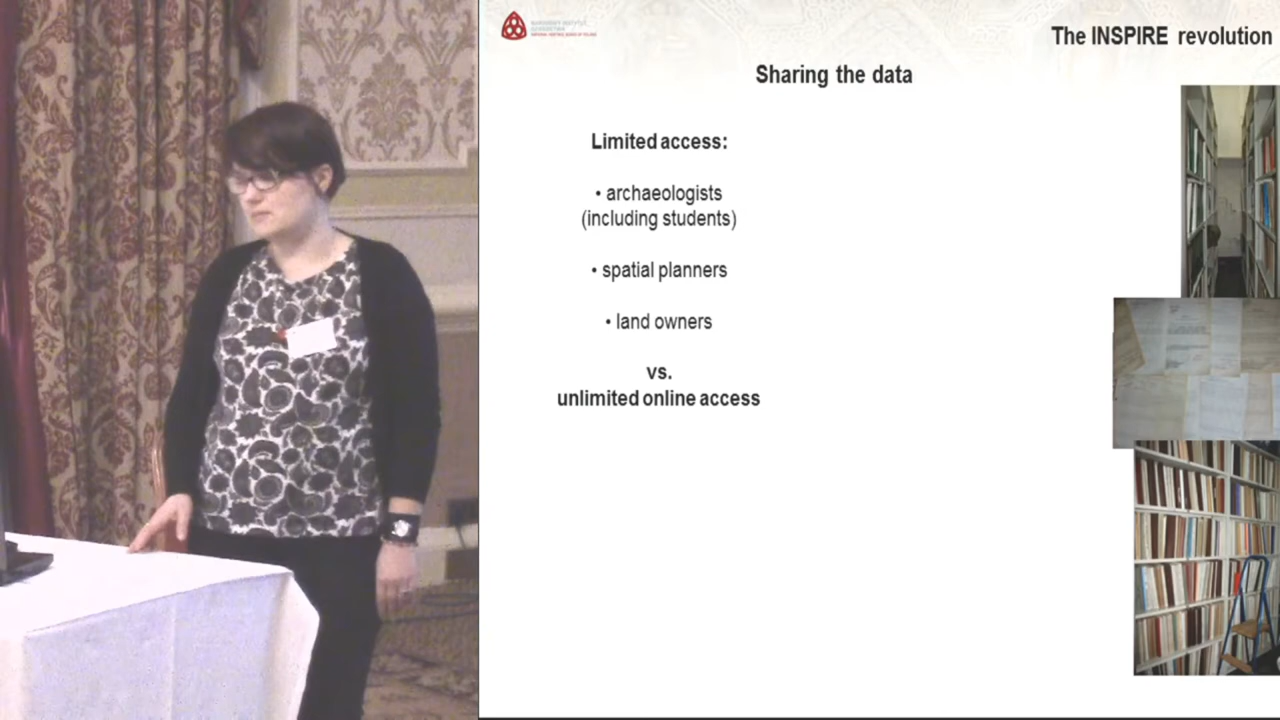 The INSPIRE revolution
Sharing the data
Limited access:
• archaeologists
(including students)
• spatial planners
• land owners
vs.
unlimited online access